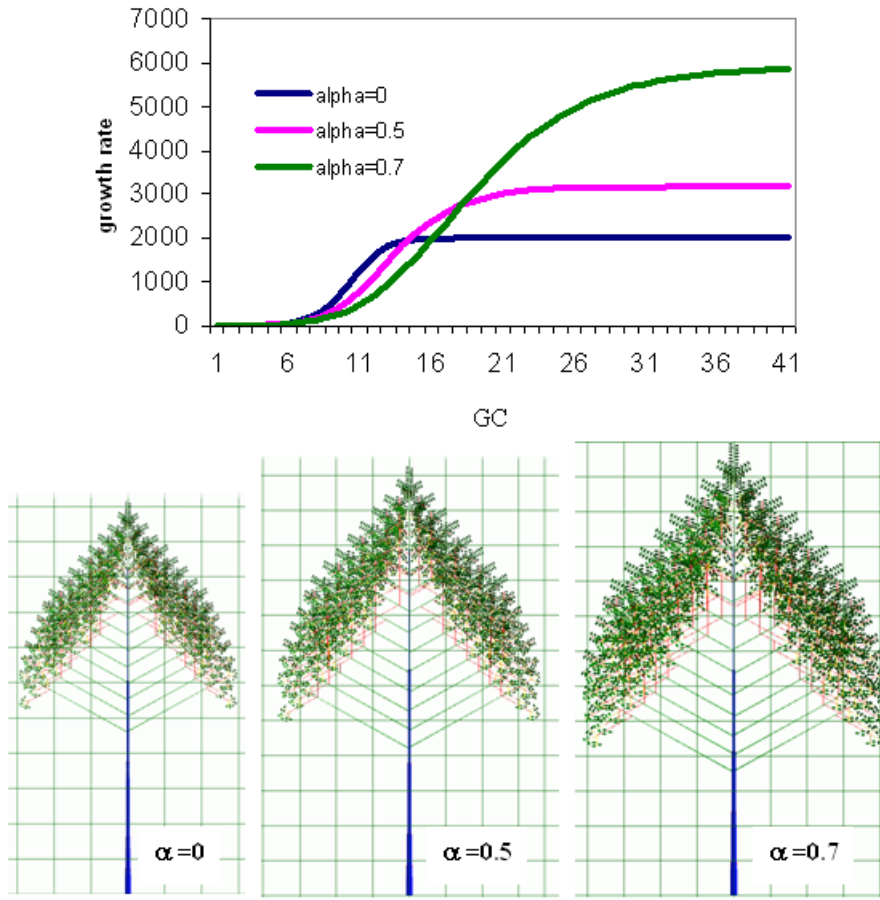 7000
6000
5000
4000
3000
2000
1000
0
growth rate
alpha=0
alpha=0.5
alpha=0.7
1 6 11 16 21 26 31 36 41
GC
α=0
α=0.5
α=0.7